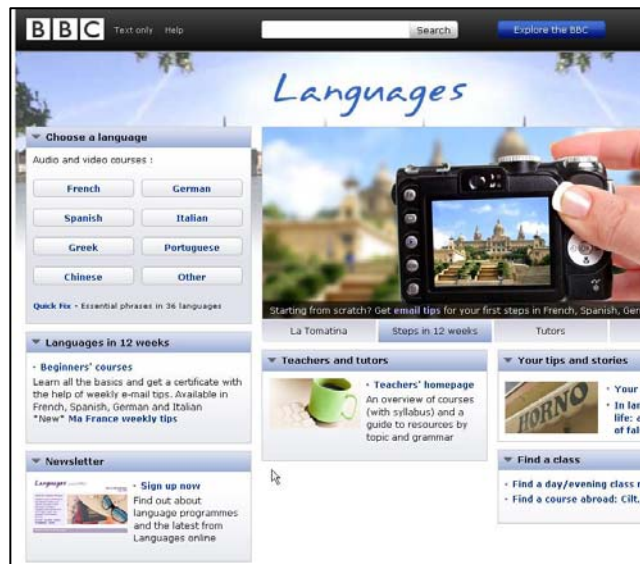 BBC Text only Help Search Explore the BBC
Languages
Choose a language
Audio and video courses :
French German
Spanish Italian
Greek Portuguese
Chinese Other
Quick Fix - Essential phrases in 36 languages
Starting from scratch? Get email tips for your first steps in French, Spanish, Ger
La Tomatina Steps in 12 weeks Tutors
Languages in 12 weeks
· Beginners' courses
Learn all the basics and get a certificate with
the help of weekly e-mail tips. Available in
French, Spanish, German and Italian
*New* Ma France weekly tips
Teachers and tutors
· Teachers' homepage
An overview of courses
(with syllabus) and a
guide to resources by
topic and grammar
Your tips and stories
HORNO
· Your
· In lan
life: a
of fal
Newsletter
Languages
· Sign up now
Find out about
language programmes
and the latest from
Languages online
Find a class
· Find a day/evening class
· Find a course abroad: Cilt,